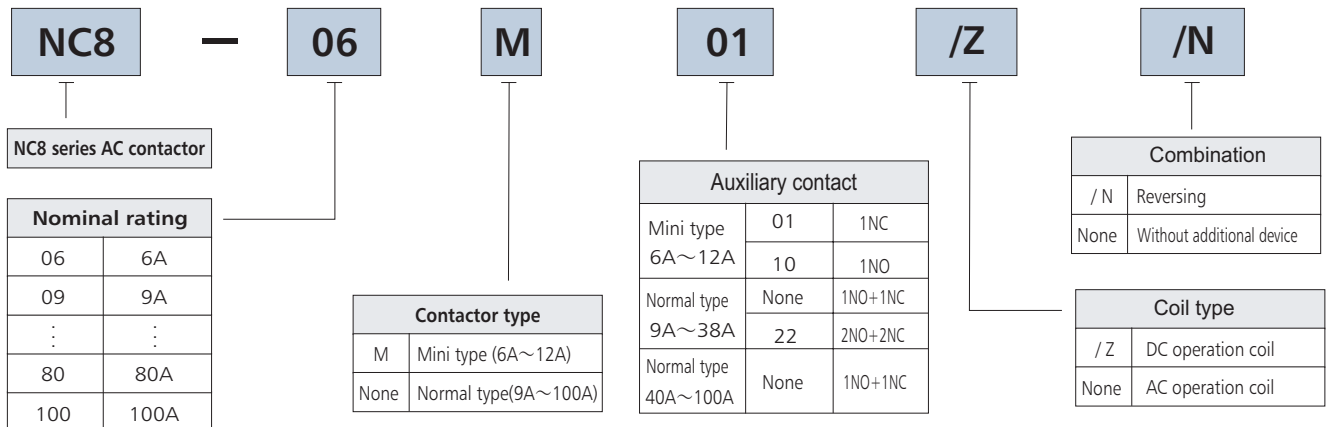 NC8 — 06 M 01 /Z /N
NC8 series AC contactor
Nominal rating
06 6A
09 9A
⋮ ⋮
80 80A
100 100A
Contactor type
M Mini type (6A～12A)
None Normal type(9A～100A)
Auxiliary contact
Mini type
6A～12A
01 1NC
10 1NO
Normal type
9A～38A
None 1NO+1NC
22 2NO+2NC
Normal type
40A～100A
None 1NO+1NC
Combination
/ N Reversing
None Without additional device
Coil type
/ Z DC operation coil
None AC operation coil